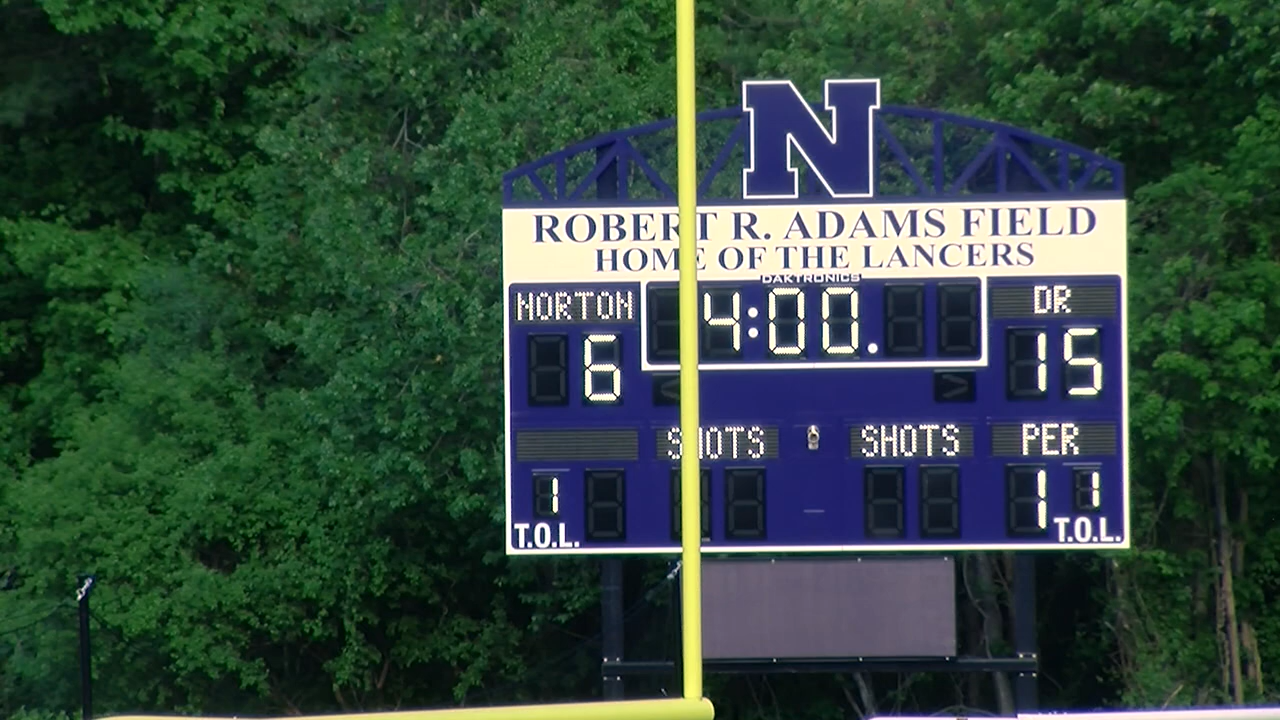 N
ROBERT R. ADAMS FIELD
HOME OF THE LANCERS
DAKTRONICS
NORTON 4:00. DR
6 15
< >
SHOTS SHOTS PER
1 1 1
T.O.L. T.O.L.